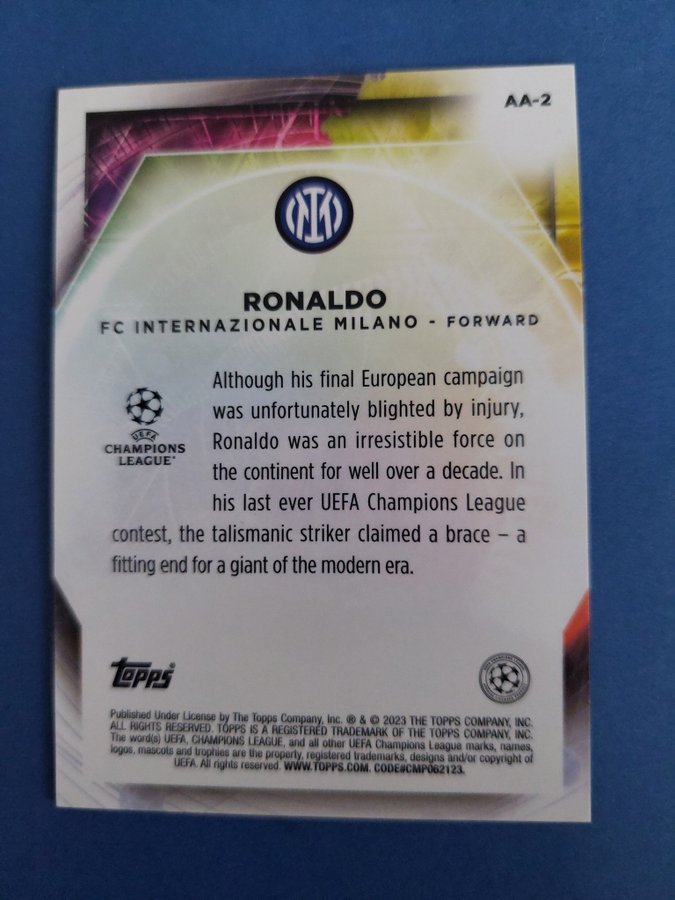 AA-2
RONALDO
FC INTERNAZIONALE MILANO - FORWARD
Although his final European campaign
was unfortunately blighted by injury,
Ronaldo was an irresistible force on
the continent for well over a decade. In
his last ever UEFA Champions League
contest, the talismanic striker claimed a brace – a
fitting end for a giant of the modern era.
UEFA
CHAMPIONS
LEAGUE®
Topps®
Published Under License by The Topps Company, Inc. ® & © 2023 THE TOPPS COMPANY, INC.
ALL RIGHTS RESERVED. TOPPS IS A REGISTERED TRADEMARK OF THE TOPPS COMPANY, INC.
The word(s) UEFA, CHAMPIONS LEAGUE, and all other UEFA Champions League marks, names,
logos, mascots and trophies are the property, registered trademarks, designs and/or copyright of
UEFA. All rights reserved. WWW.TOPPS.COM. CODE#CMP062123.